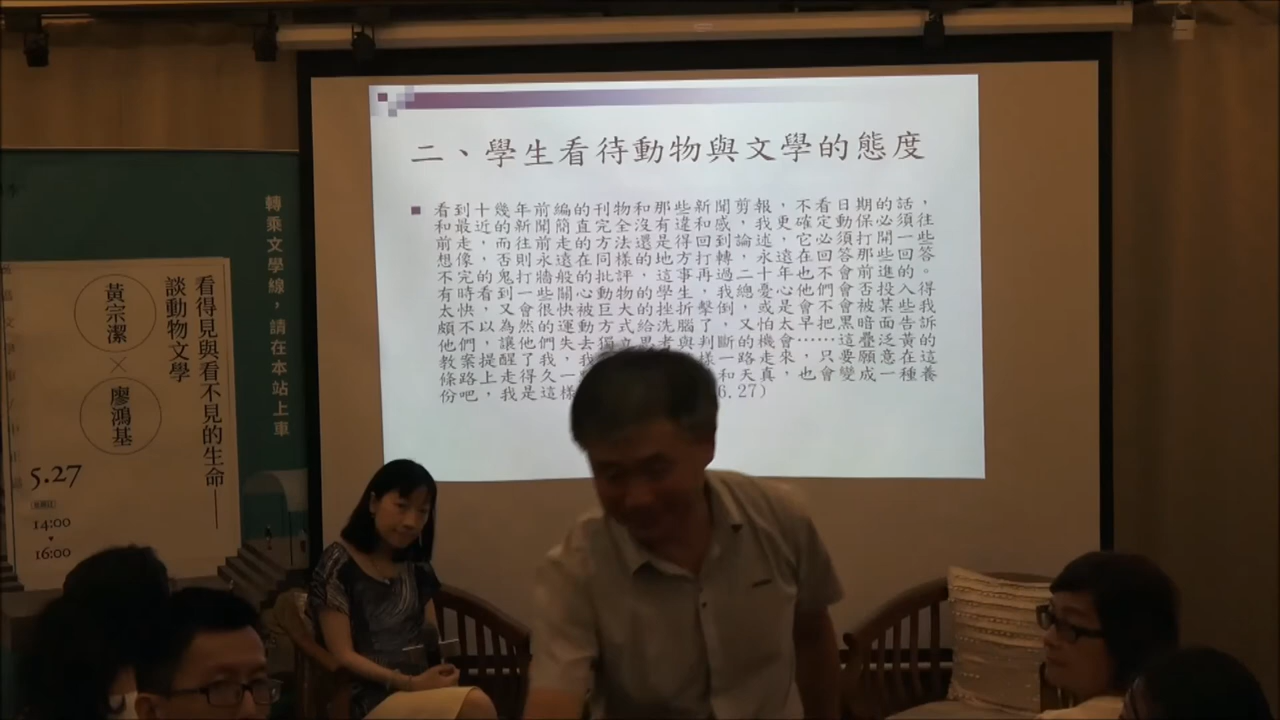 二、學生看待動物與文學的態度
看到十幾年前編的刊物和那些新聞剪報，不看日期的話，
和最近的新聞簡直完全沒有違和感，我更確定動保必須往
前走，而往前走的方法還是得回到論述，它必須打開一些
想像，否則永遠在同樣的地方打轉，永遠在回答那些回答
不完的鬼打牆般的批評，這事再過二十年也不會前進的。
有時看到一些關心動物的學生，我總憂心他們會否投入得
太快，又會很快被巨大的挫折擊倒，或是會不會被某些我
頗不以為然的運動方式給洗腦了，又怕太早把黑暗面告訴
他們，讓他們失去獨立思考與判斷的機會……這疊泛黃的
教案提醒了我，我 樣一路走來，只要願意在這
條路上走得久一 和天真，也會變成一種養
份吧，我是這樣 6.27)
轉乘文學線，請在本站上車
看得見與看不見的生命——
談動物文學
黃宗潔
×
廖鴻基
5.27
14:00
16:00